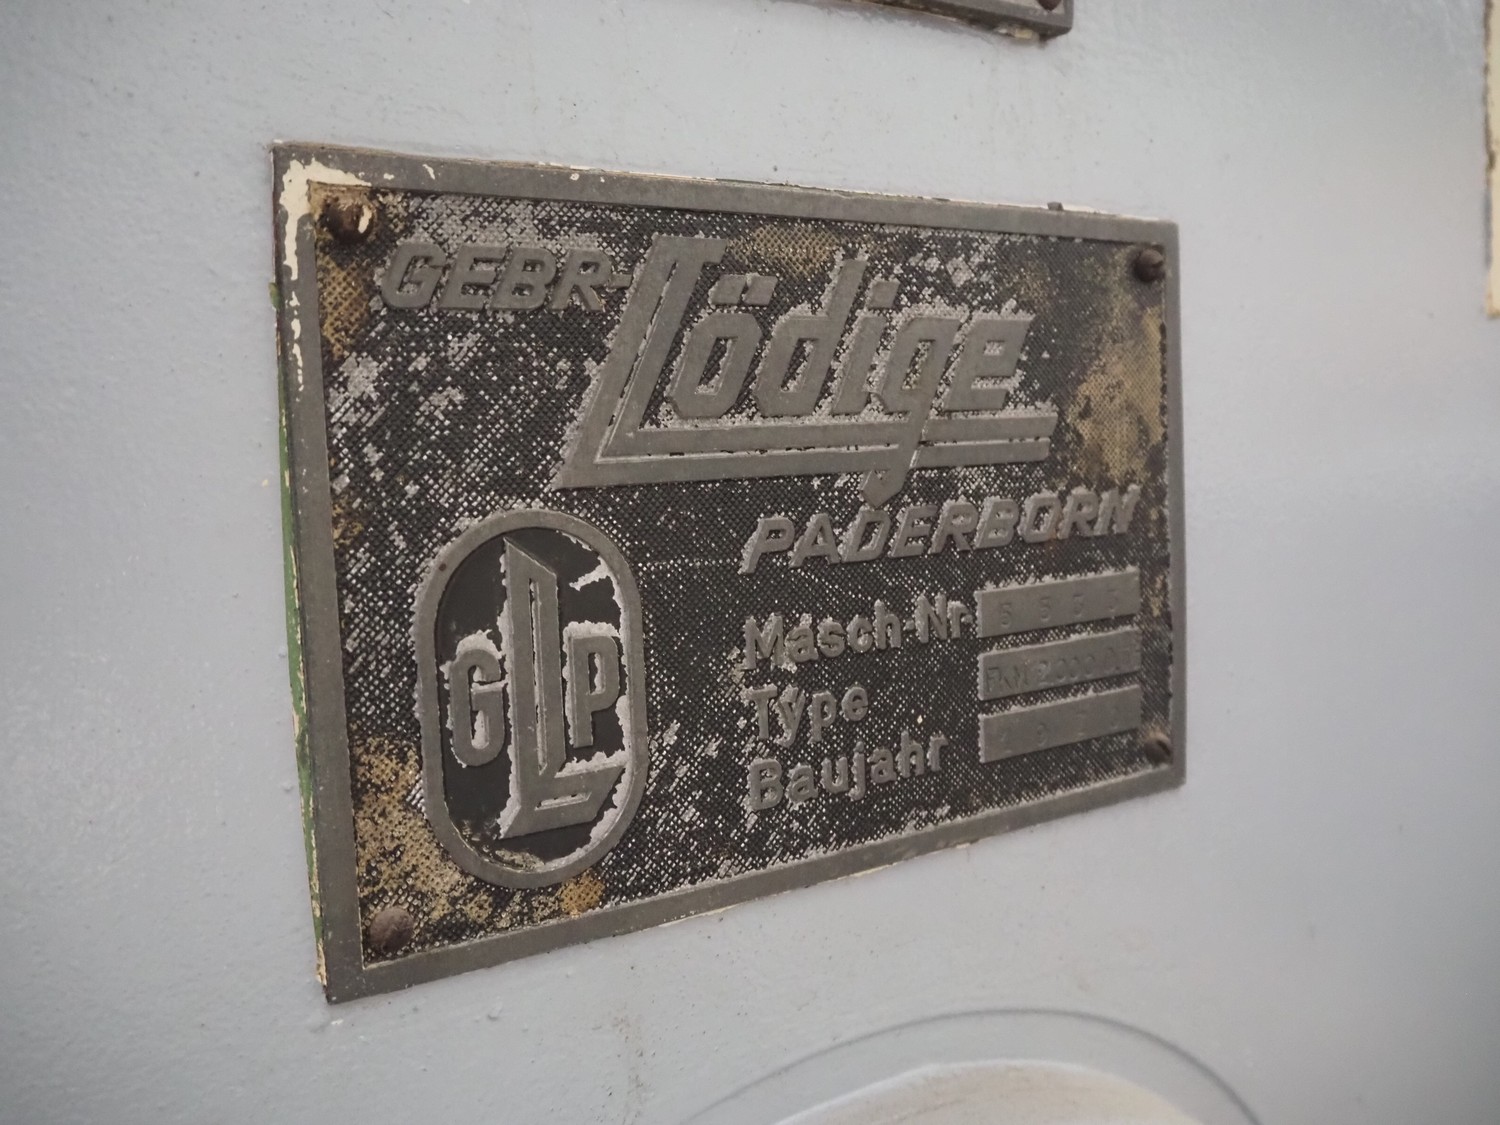 GEBR-Lödige
PADERBORN
GLP
Masch-Nr
Type
Baujahr